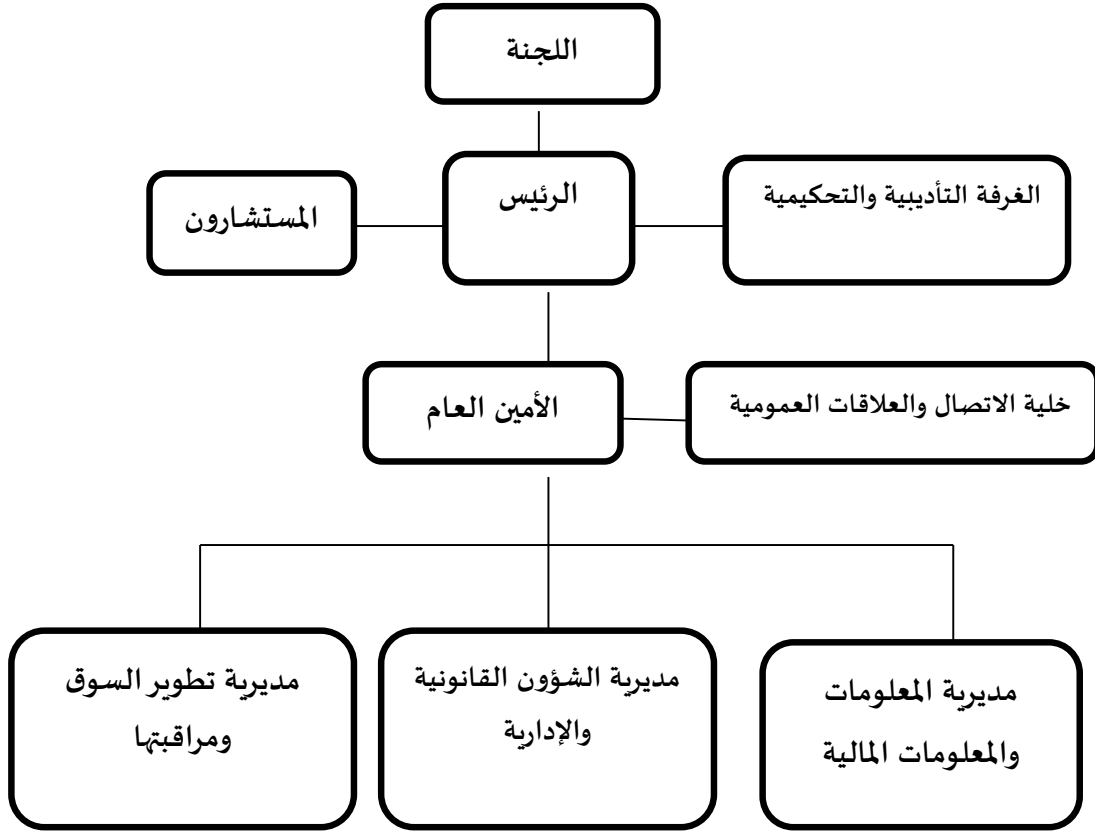 اللجنة
الغرفة التأديبية والتحكيمية
الرئيس
المستشارون
خلية الاتصال والعلاقات العمومية
الأمين العام
مديرية المعلومات
والمعلومات المالية
مديرية الشؤون القانونية
والإدارية
مديرية تطوير السوق
ومراقبتها